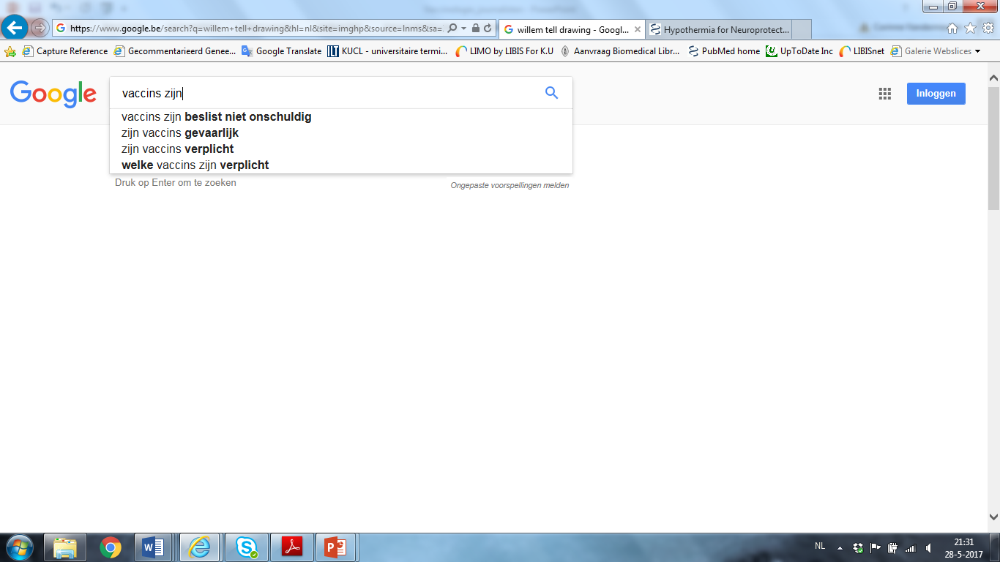 https://www.google.be/search?q=willem+tell+drawing&hl=nl&site=imghp&source=lnms&sa=
willem tell drawing - Googl...
Hypothermia for Neuroprotect...
Capture Reference
Gecommentarieerd Genee...
Google Translate
KUCL - universitaire termi...
LIMO by LIBIS For K.U
Aanvraag Biomedical Libr...
PubMed home
UpToDate Inc
LIBISnet
Galerie Webslices
Google
vaccins zijn
Inloggen
vaccins zijn beslist niet onschuldig
zijn vaccins gevaarlijk
zijn vaccins verplicht
welke vaccins zijn verplicht
Druk op Enter om te zoeken
Ongepaste voorspellingen melden
NL
21:31
28-5-2017